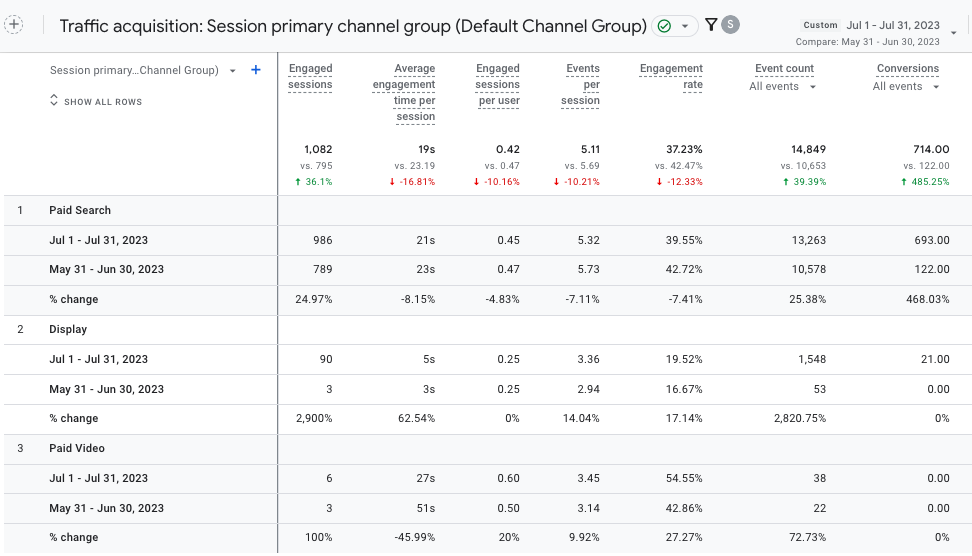 Traffic acquisition: Session primary channel group (Default Channel Group) S Custom Jul 1 - Jul 31, 2023
Compare: May 31 - Jun 30, 2023
Session primary...Channel Group) + Engaged sessions Average engagement time per session Engaged sessions per user Events per session Engagement rate Event count All events Conversions All events
SHOW ALL ROWS
1,082 19s 0.42 5.11 37.23% 14,849 714.00
vs. 795 vs. 23.19 vs. 0.47 vs. 5.69 vs. 42.47% vs. 10,653 vs. 122.00
↑ 36.1% ↓ -16.81% ↓ -10.16% ↓ -10.21% ↓ -12.33% ↑ 39.39% ↑ 485.25%
1 Paid Search
Jul 1 - Jul 31, 2023 986 21s 0.45 5.32 39.55% 13,263 693.00
May 31 - Jun 30, 2023 789 23s 0.47 5.73 42.72% 10,578 122.00
% change 24.97% -8.15% -4.83% -7.11% -7.41% 25.38% 468.03%
2 Display
Jul 1 - Jul 31, 2023 90 5s 0.25 3.36 19.52% 1,548 21.00
May 31 - Jun 30, 2023 3 3s 0.25 2.94 16.67% 53 0.00
% change 2,900% 62.54% 0% 14.04% 17.14% 2,820.75% 0%
3 Paid Video
Jul 1 - Jul 31, 2023 6 27s 0.60 3.45 54.55% 38 0.00
May 31 - Jun 30, 2023 3 51s 0.50 3.14 42.86% 22 0.00
% change 100% -45.99% 20% 9.92% 27.27% 72.73% 0%